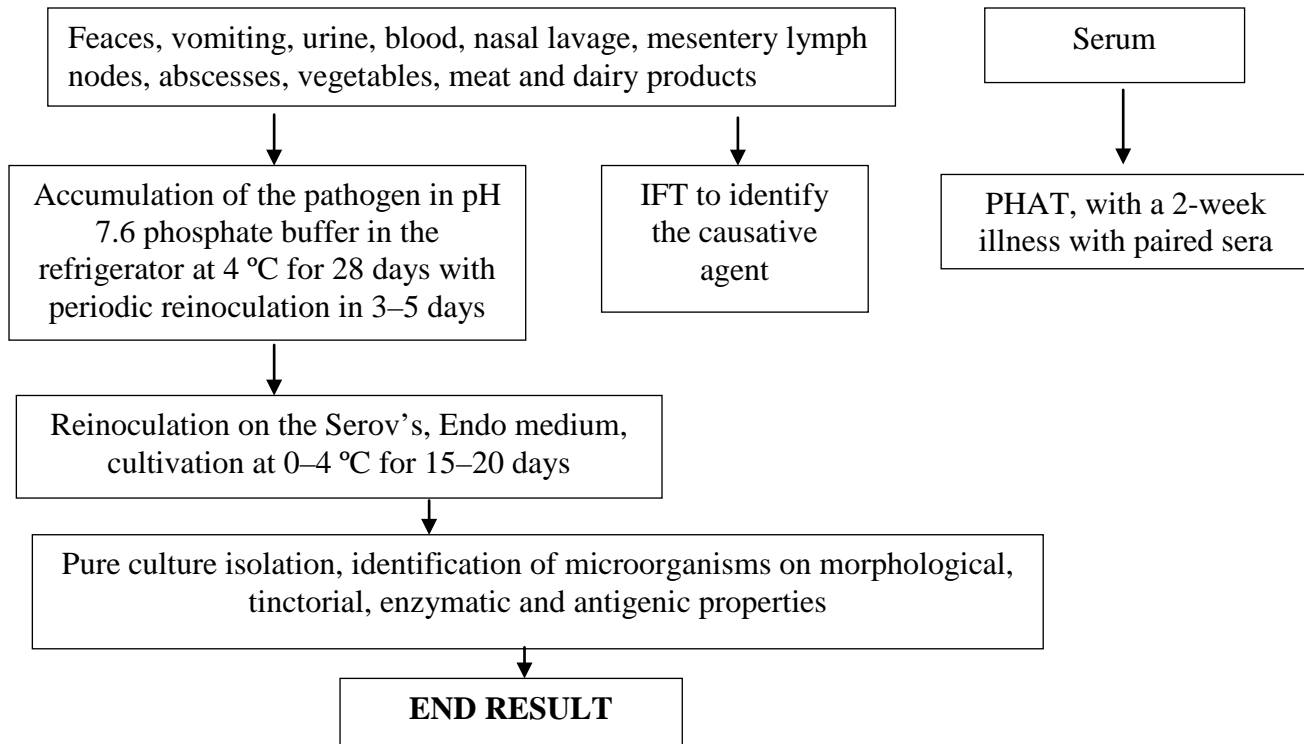 Feaces, vomiting, urine, blood, nasal lavage, mesentery lymph
nodes, abscesses, vegetables, meat and dairy products
Serum
Accumulation of the pathogen in pH
7.6 phosphate buffer in the
refrigerator at 4 ºC for 28 days with
periodic reinoculation in 3–5 days
IFT to identify
the causative
agent
PHAT, with a 2-week
illness with paired sera
Reinoculation on the Serov’s, Endo medium,
cultivation at 0–4 ºC for 15–20 days
Pure culture isolation, identification of microorganisms on morphological,
tinctorial, enzymatic and antigenic properties
END RESULT